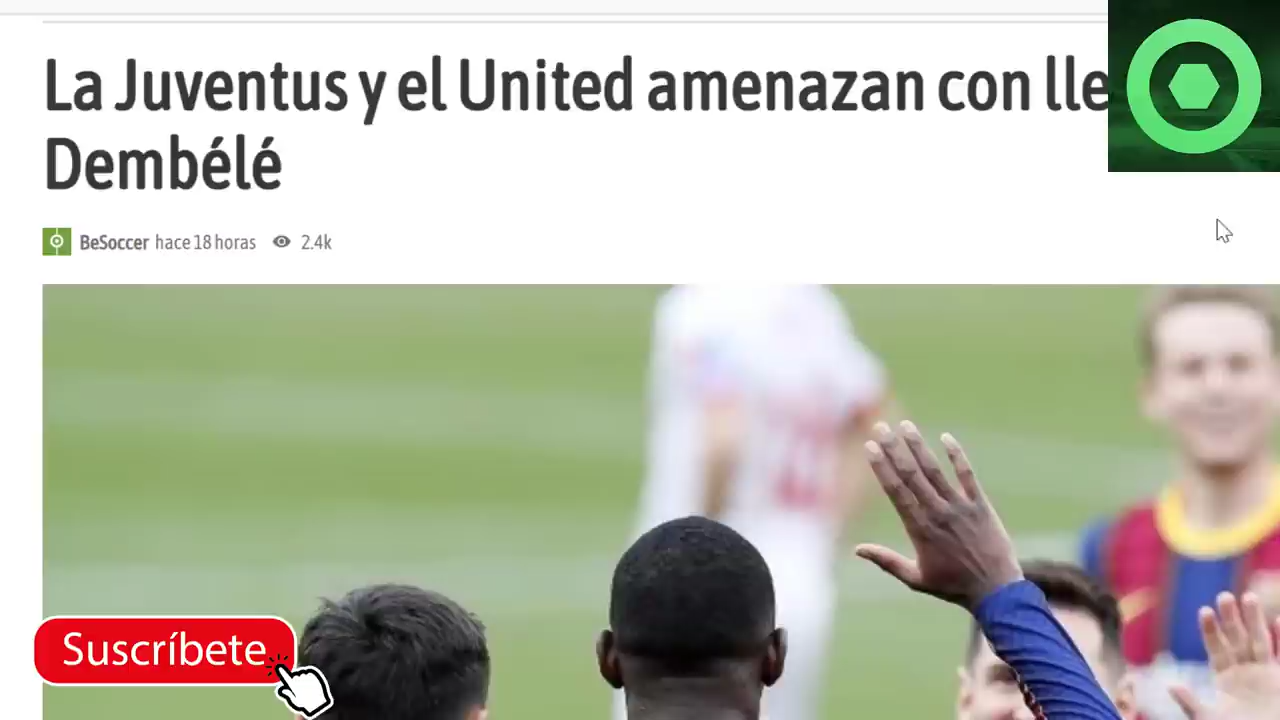 La Juventus y el United amenazan con lle
Dembélé
BeSoccer hace 18 horas 2.4k
Suscríbete